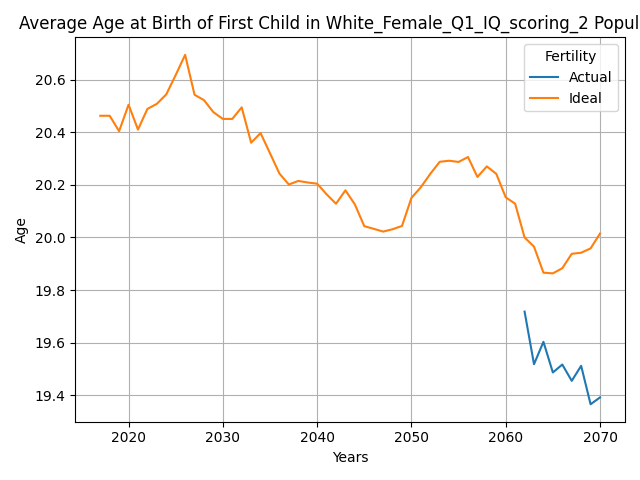 Average Age at Birth of First Child in White_Female_Q1_IQ_scoring_2 Popul
Fertility
Actual
Ideal
Age
20.6
20.4
20.2
20.0
19.8
19.6
19.4
2020 2030 2040 2050 2060 2070
Years